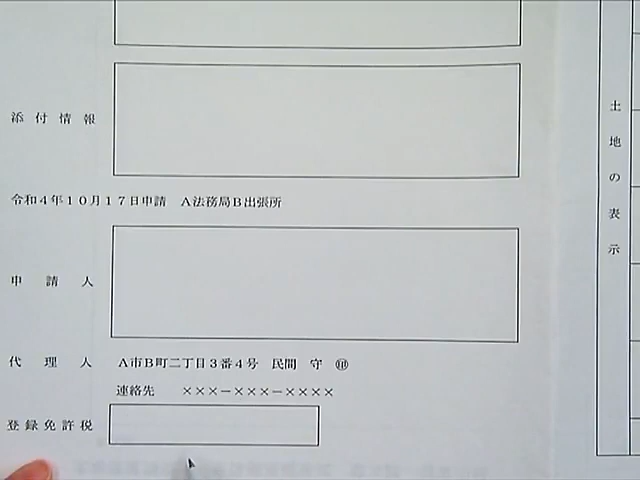 添付情報
令和4年10月17日申請　A法務局B出張所
申請人
代理人　A市B町二丁目3番4号　民間　守　㊞
連絡先　×××－×××－××××
登録免許税
土地の表示